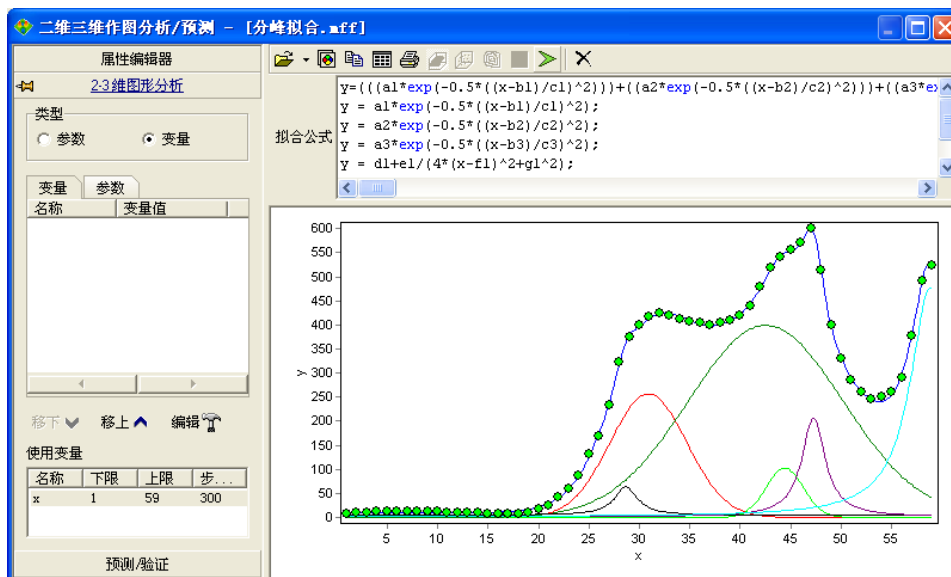 二维三维作图分析/预测 - [分峰拟合.mff]
属性编辑器
2-3維图形分析
类型
参数
变量
变量
参数
名称
变量值
移下
移上
编辑
使用变量
名称 下限 上限 步...
x 1 59 300
预测/验证
拟合公式
y=(((a1*exp(-0.5*((x-b1)/c1)^2)))+((a2*exp(-0.5*((x-b2)/c2)^2)))+((a3*ex
y = a1*exp(-0.5*((x-b1)/c1)^2);
y = a2*exp(-0.5*((x-b2)/c2)^2);
y = a3*exp(-0.5*((x-b3)/c3)^2);
y = d1+e1/(4*(x-f1)^2+g1^2);
600
550
500
450
400
350
y 300
250
200
150
100
50
0
5 10 15 20 25 30 35 40 45 50 55
x